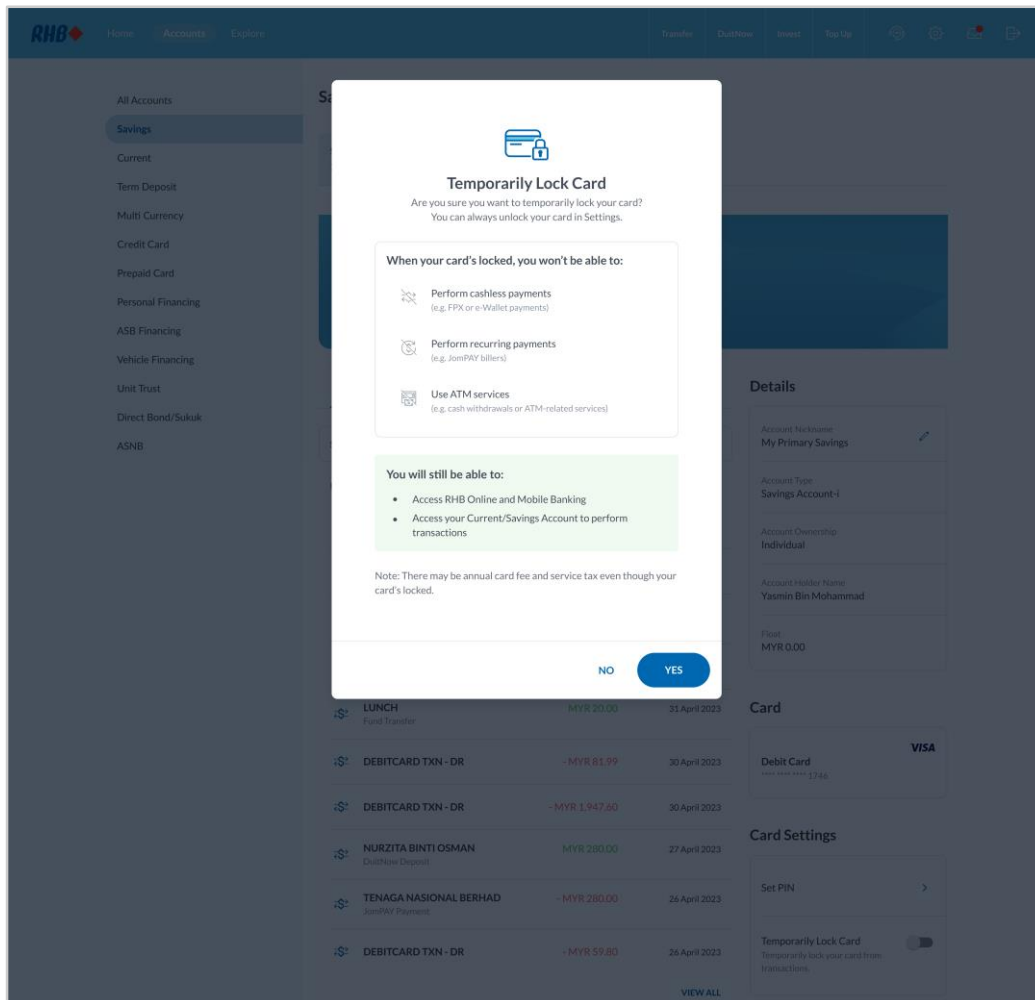 RHB
Home Accounts Explore
Transfer DuitNow Invest Top Up
All Accounts
Savings
Current
Term Deposit
Multi Currency
Credit Card
Prepaid Card
Personal Financing
ASB Financing
Vehicle Financing
Unit Trust
Direct Bond/Sukuk
ASNB
Temporarily Lock Card
Are you sure you want to temporarily lock your card?
You can always unlock your card in Settings.
When your card's locked, you won't be able to:
Perform cashless payments
(e.g. FPX or e-Wallet payments)
Perform recurring payments
(e.g. JomPAY billers)
Use ATM services
(e.g. cash withdrawals or ATM-related services)
You will still be able to:
• Access RHB Online and Mobile Banking
• Access your Current/Savings Account to perform
transactions
Note: There may be annual card fee and service tax even though your
card's locked.
NO YES
LUNCH MYR 20.00 31 April 2023
Fund Transfer
DEBITCARD TXN - DR - MYR 81.99 30 April 2023
DEBITCARD TXN - DR - MYR 1,947.60 30 April 2023
NURZITA BINTI OSMAN MYR 280.00 27 April 2023
DuitNow Deposit
TENAGA NASIONAL BERHAD - MYR 280.00 26 April 2023
JomPAY Payment
DEBITCARD TXN - DR - MYR 59.80 26 April 2023
VIEW ALL
Details
Account Nickname
My Primary Savings
Account Type
Savings Account-i
Account Ownership
Individual
Account Holder Name
Yasmin Bin Mohammad
Float
MYR 0.00
Card
VISA
Debit Card
**** **** **** 1746
Card Settings
Set PIN
Temporarily Lock Card
Temporarily lock your card from
transactions.